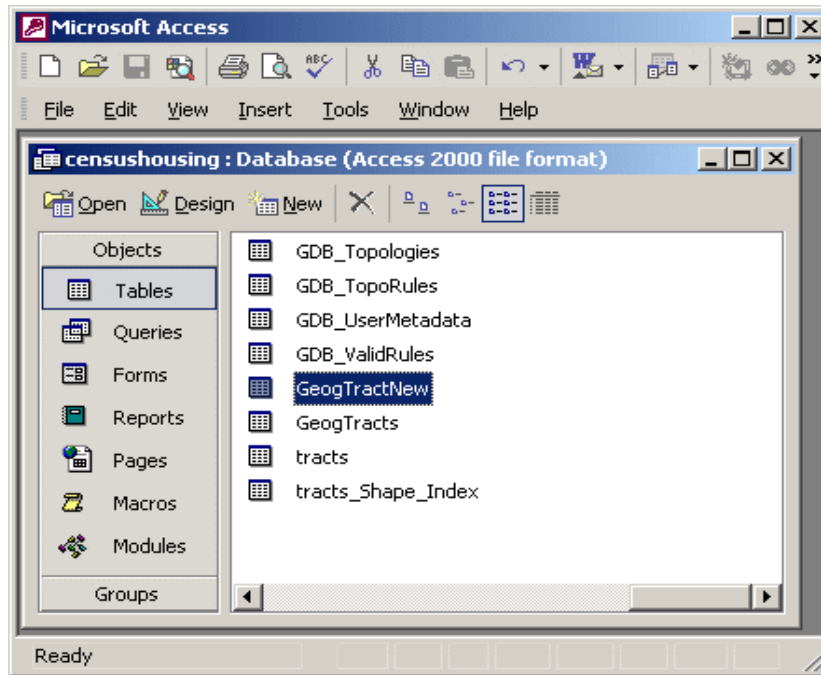 Microsoft Access
ABC
File Edit View Insert Tools Window Help
censushousing : Database (Access 2000 file format)
Open Design New
Objects
Tables
Queries
Forms
Reports
Pages
Macros
Modules
Groups
GDB_Topologies
GDB_TopoRules
GDB_UserMetadata
GDB_ValidRules
GeogTractNew
GeogTracts
tracts
tracts_Shape_Index
Ready